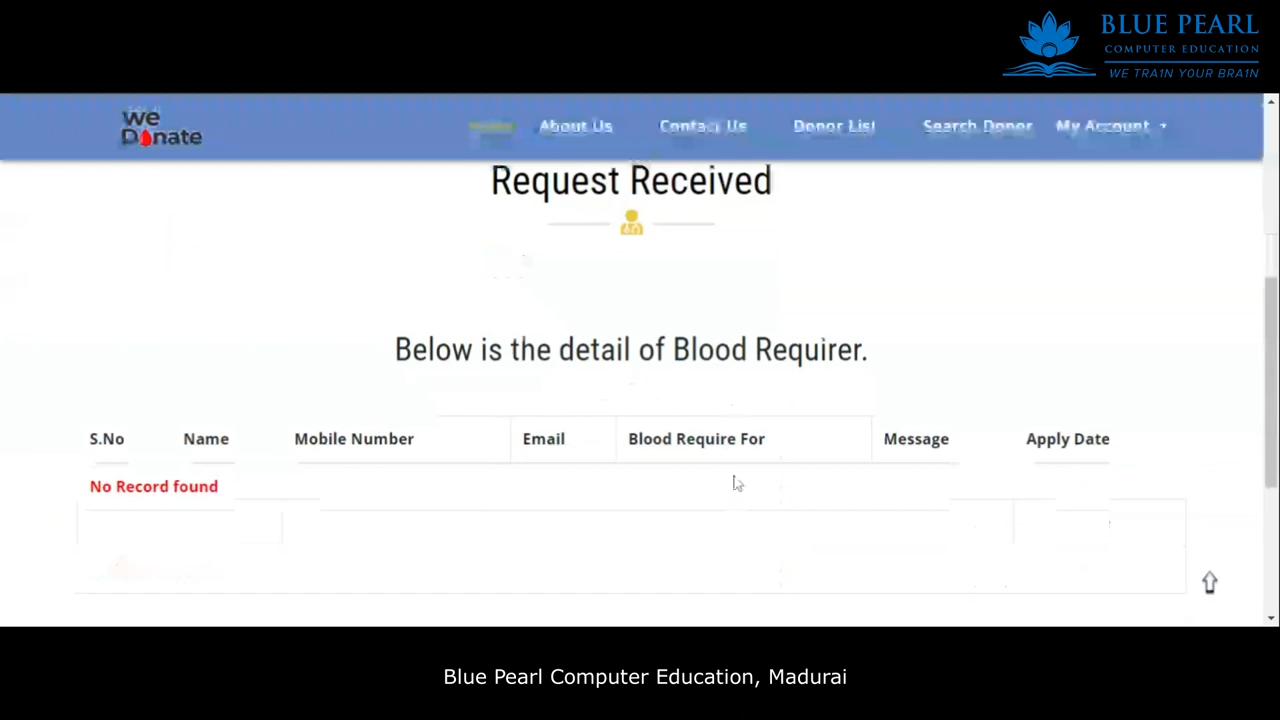 BLUE PEARL
COMPUTER EDUCATION
WE TRAIN YOUR BRAIN
We
Donate
Home About Us Contact Us Donor List Search Donor My Account
Request Received
Below is the detail of Blood Requirer.
S.No Name Mobile Number Email Blood Require For Message Apply Date
No Record found
Blue Pearl Computer Education, Madurai